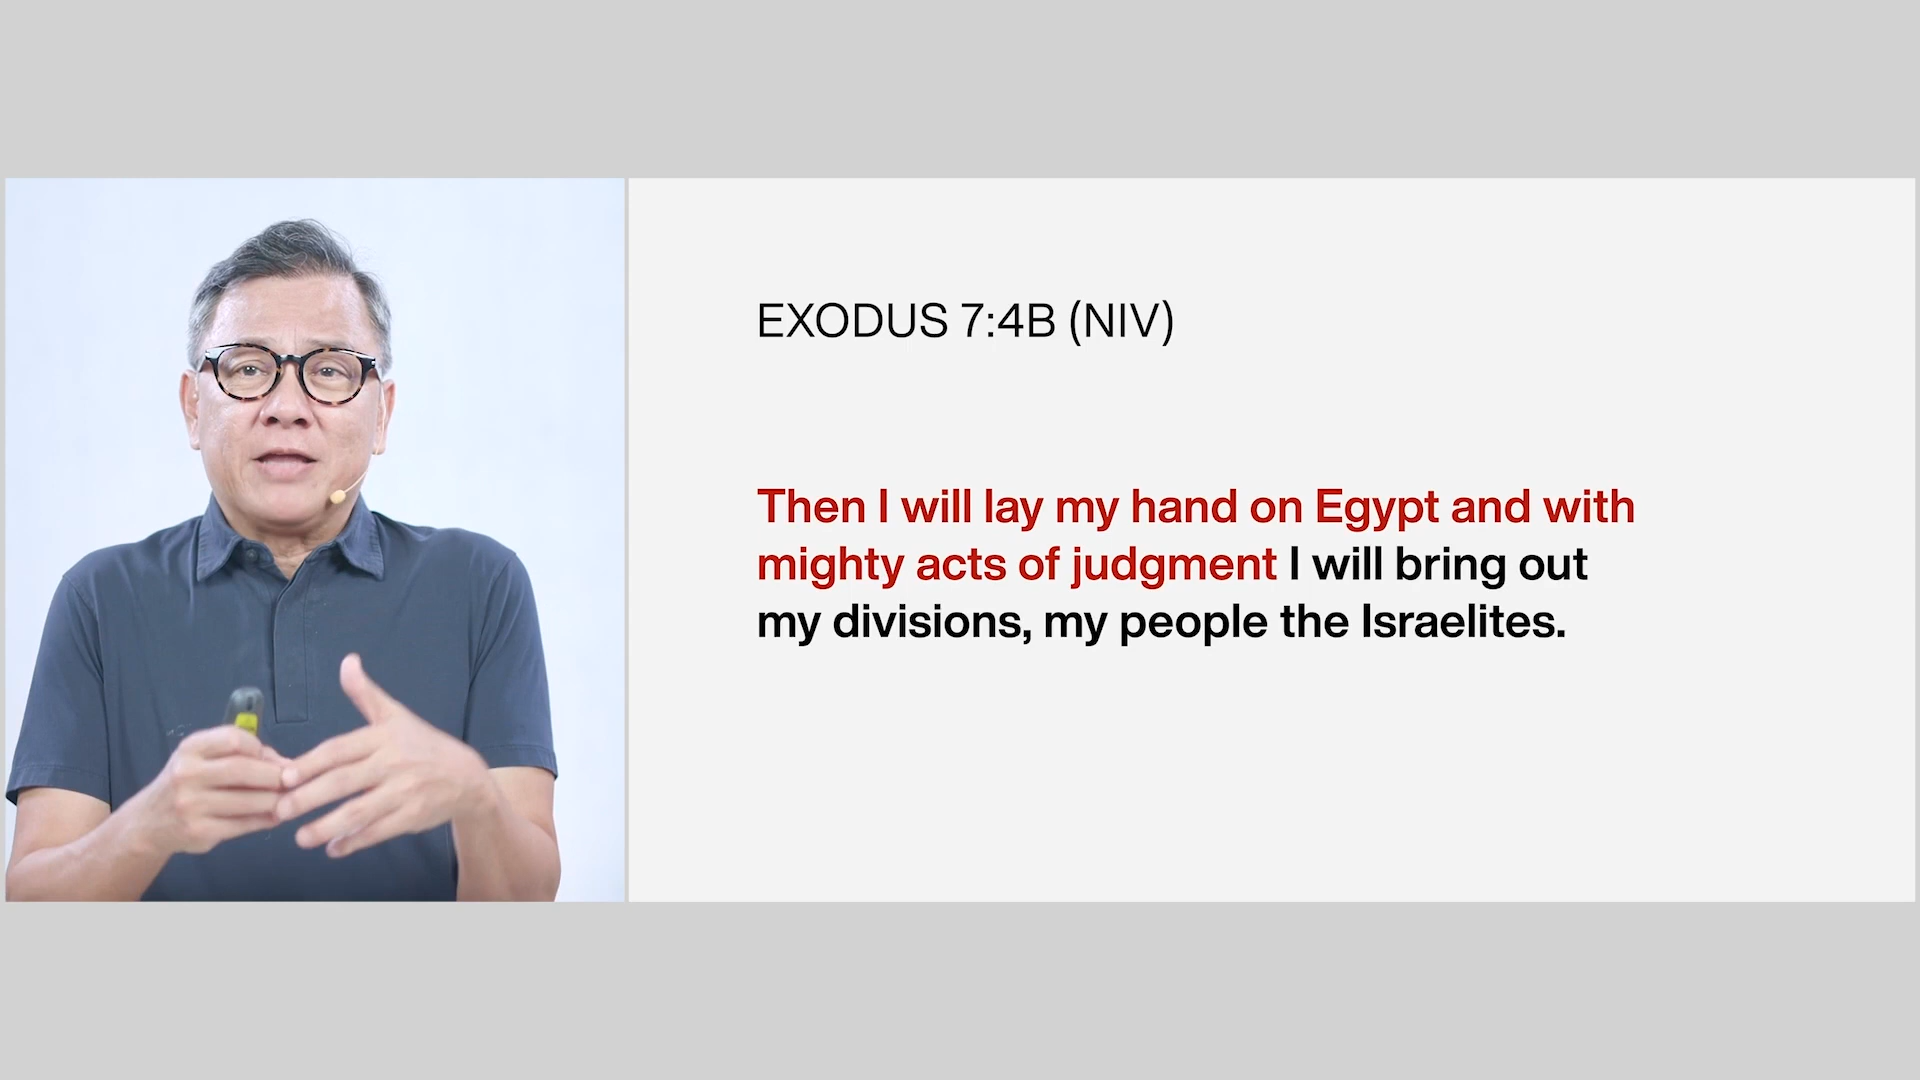 EXODUS 7:4B (NIV)
Then I will lay my hand on Egypt and with
mighty acts of judgment I will bring out
my divisions, my people the Israelites.